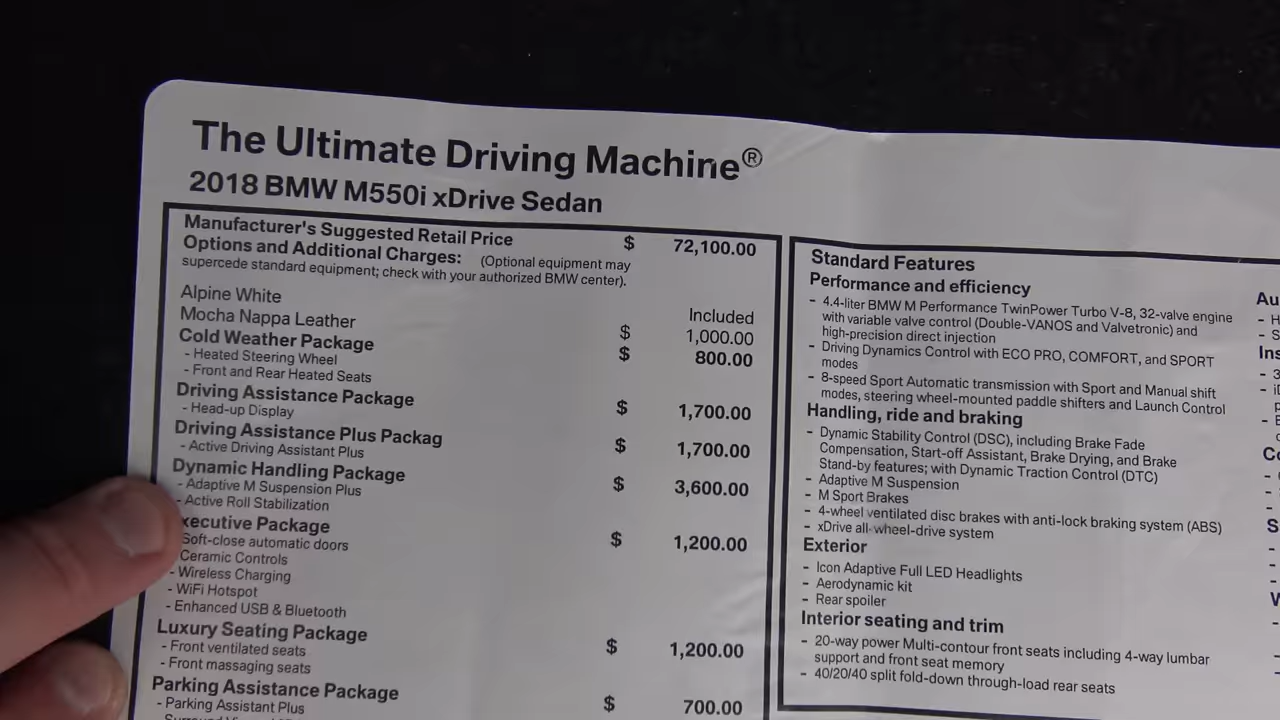 The Ultimate Driving Machine®
2018 BMW M550i xDrive Sedan
Manufacturer's Suggested Retail Price $ 72,100.00
Options and Additional Charges: (Optional equipment may
supercede standard equipment; check with your authorized BMW center).
Alpine White Included
Mocha Nappa Leather $ 1,000.00
Cold Weather Package $ 800.00
- Heated Steering Wheel
- Front and Rear Heated Seats
Driving Assistance Package $ 1,700.00
- Head-up Display
Driving Assistance Plus Packag $ 1,700.00
- Active Driving Assistant Plus
Dynamic Handling Package $ 3,600.00
- Adaptive M Suspension Plus
- Active Roll Stabilization
xecutive Package $ 1,200.00
Soft-close automatic doors
Ceramic Controls
- Wireless Charging
- WiFi Hotspot
- Enhanced USB & Bluetooth
Luxury Seating Package $ 1,200.00
- Front ventilated seats
- Front massaging seats
Parking Assistance Package $ 700.00
- Parking Assistant Plus
Standard Features
Performance and efficiency
- 4.4-liter BMW M Performance TwinPower Turbo V-8, 32-valve engine
with variable valve control (Double-VANOS and Valvetronic) and
high-precision direct injection
- Driving Dynamics Control with ECO PRO, COMFORT, and SPORT
modes
- 8-speed Sport Automatic transmission with Sport and Manual shift
modes, steering wheel-mounted paddle shifters and Launch Control
Handling, ride and braking
- Dynamic Stability Control (DSC), including Brake Fade
Compensation, Start-off Assistant, Brake Drying, and Brake
Stand-by features; with Dynamic Traction Control (DTC)
- Adaptive M Suspension
- M Sport Brakes
- 4-wheel ventilated disc brakes with anti-lock braking system (ABS)
- xDrive all-wheel-drive system
Exterior
- Icon Adaptive Full LED Headlights
- Aerodynamic kit
- Rear spoiler
Interior seating and trim
- 20-way power Multi-contour front seats including 4-way lumbar
support and front seat memory
- 40/20/40 split fold-down through-load rear seats
Au
- H
- S
Ins
- 3